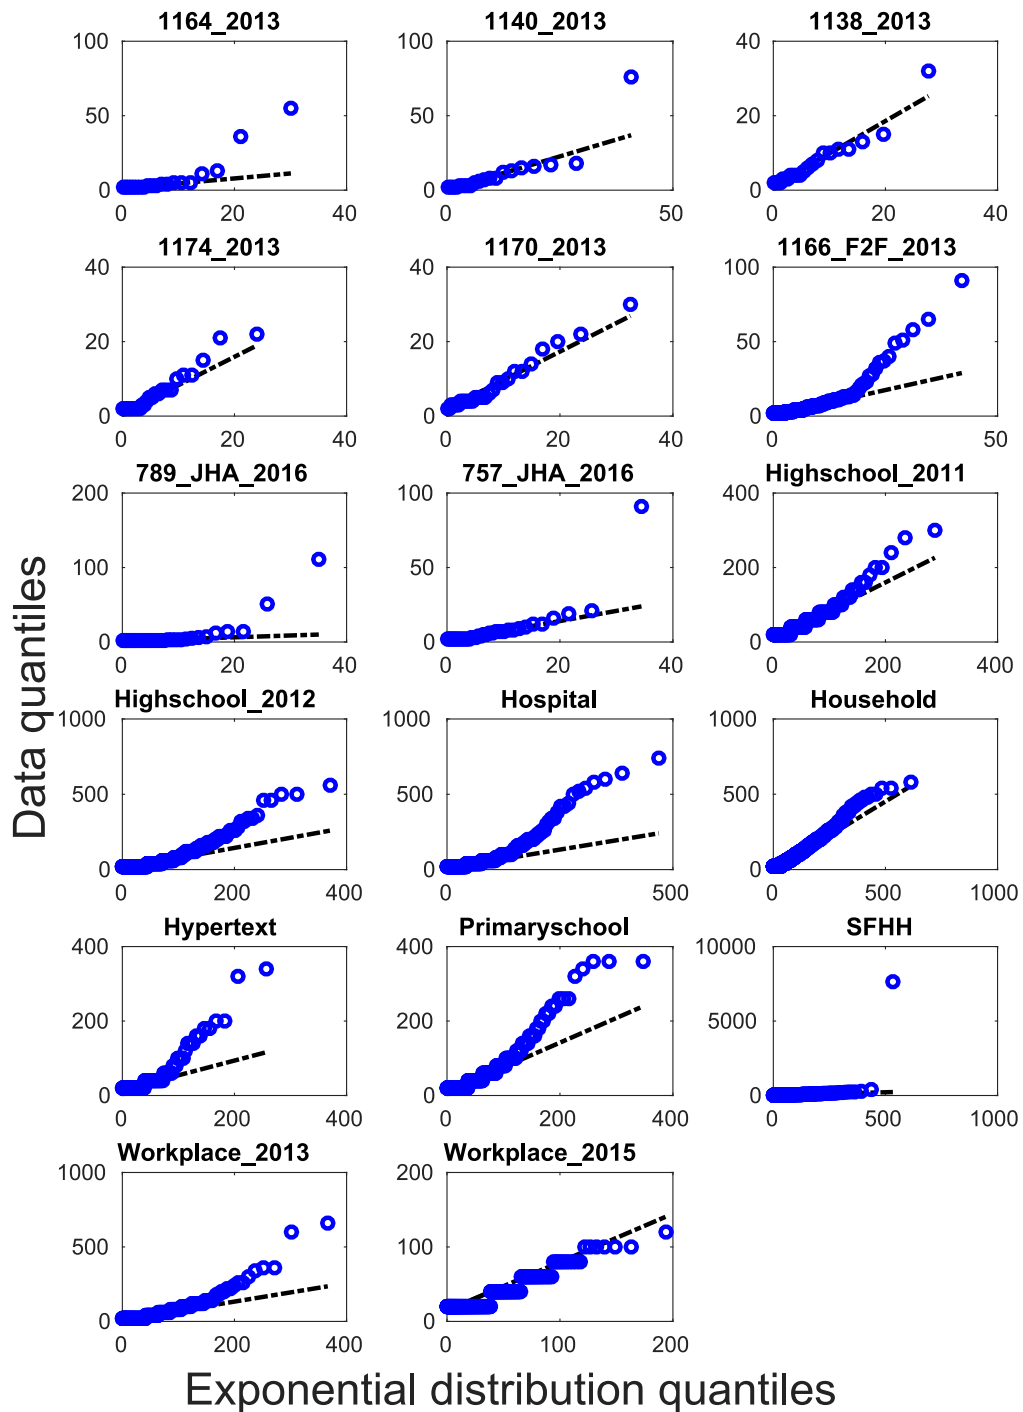 1164_2013
1140_2013
1138_2013
100
50
0
0 20 40
100
50
0
0 50
40
20
0
0 20 40
1174_2013
1170_2013
1166_F2F_2013
40
20
0
0 20 40
40
20
0
0 20 40
100
50
0
0 50
789_JHA_2016
757_JHA_2016
Highschool_2011
200
100
0
0 20 40
100
50
0
0 20 40
400
200
0
0 200 400
Data quantiles
Highschool_2012
Hospital
Household
1000
500
0
0 200 400
1000
500
0
0 500
1000
500
0
0 500 1000
Hypertext
Primaryschool
SFHH
400
200
0
0 200 400
400
200
0
0 200 400
10000
5000
0
0 500 1000
Workplace_2013
Workplace_2015
1000
500
0
0 200 400
200
100
0
0 100 200
Exponential distribution quantiles